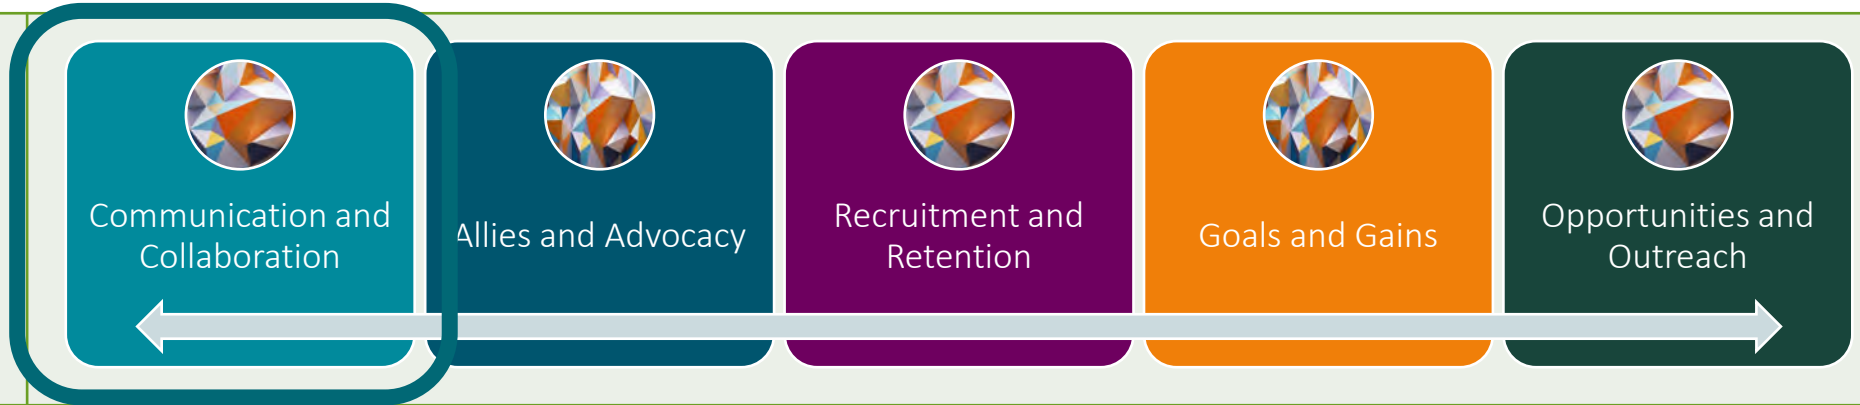 Communication and
Collaboration
Allies and Advocacy
Recruitment and
Retention
Goals and Gains
Opportunities and
Outreach